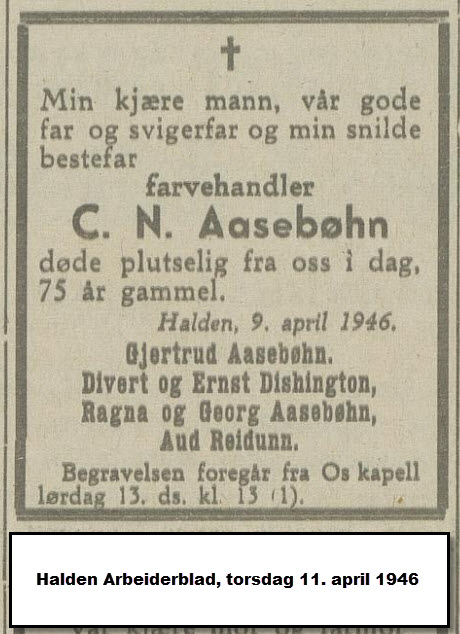 Min kjære mann, vår gode
far og svigerfar og min snilde
bestefar
farvehandler
C. N. Aasebøhn
døde plutselig fra oss i dag,
75 år gammel.
Halden, 9. april 1946.
Gjertrud Aasebøhn.
Divert og Ernst Dishington,
Ragna og Georg Aasebøhn,
Aud Reidunn.
Begravelsen foregår fra Os kapell
lørdag 13. ds. kl. 13 (1).
Halden Arbeiderblad, torsdag 11. april 1946